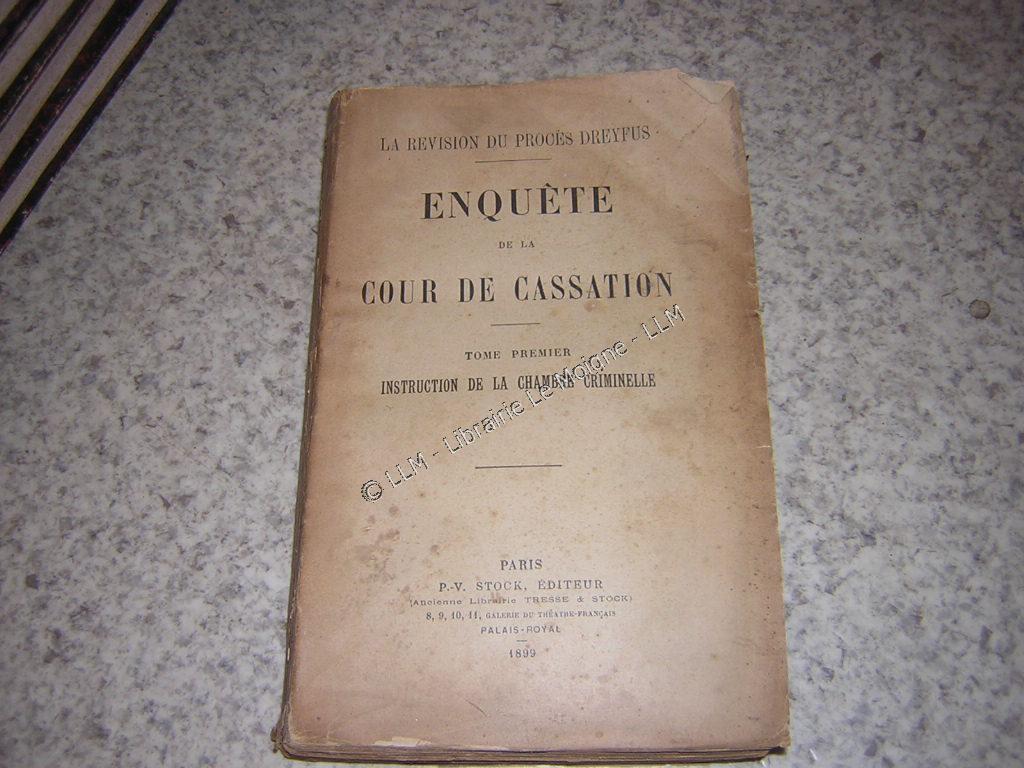 LA REVISION DU PROCÈS DREYFUS
ENQUÊTE
DE LA
COUR DE CASSATION
TOME PREMIER
INSTRUCTION DE LA CHAMBRE CRIMINELLE
© LLM - Librairie Le Moigne - LLM
PARIS
P.-V. STOCK, ÉDITEUR
(Ancienne Librairie TRESSE & STOCK)
8, 9, 10, 11, GALERIE DU THÉATRE-FRANÇAIS
PALAIS-ROYAL
1899